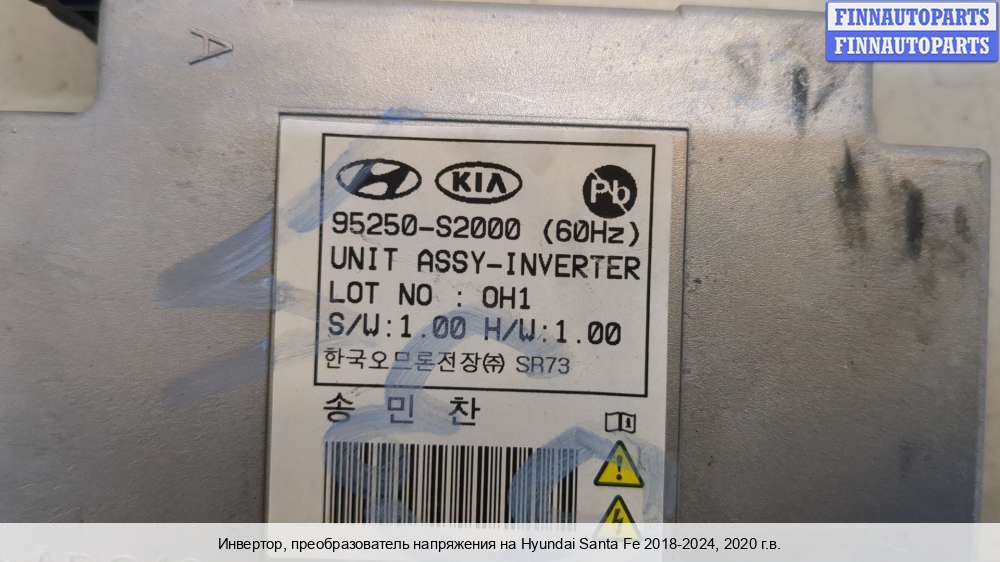 FINNAUTOPARTS
FINNAUTOPARTS
A
KIA
Pb
95250-S2000 (60Hz)
UNIT ASSY-INVERTER
LOT NO : OH1
S/W:1.00 H/W:1.00
한국오므론전장㈜ SR73
송 민 찬
Инвертор, преобразователь напряжения на Hyundai Santa Fe 2018-2024, 2020 г.в.